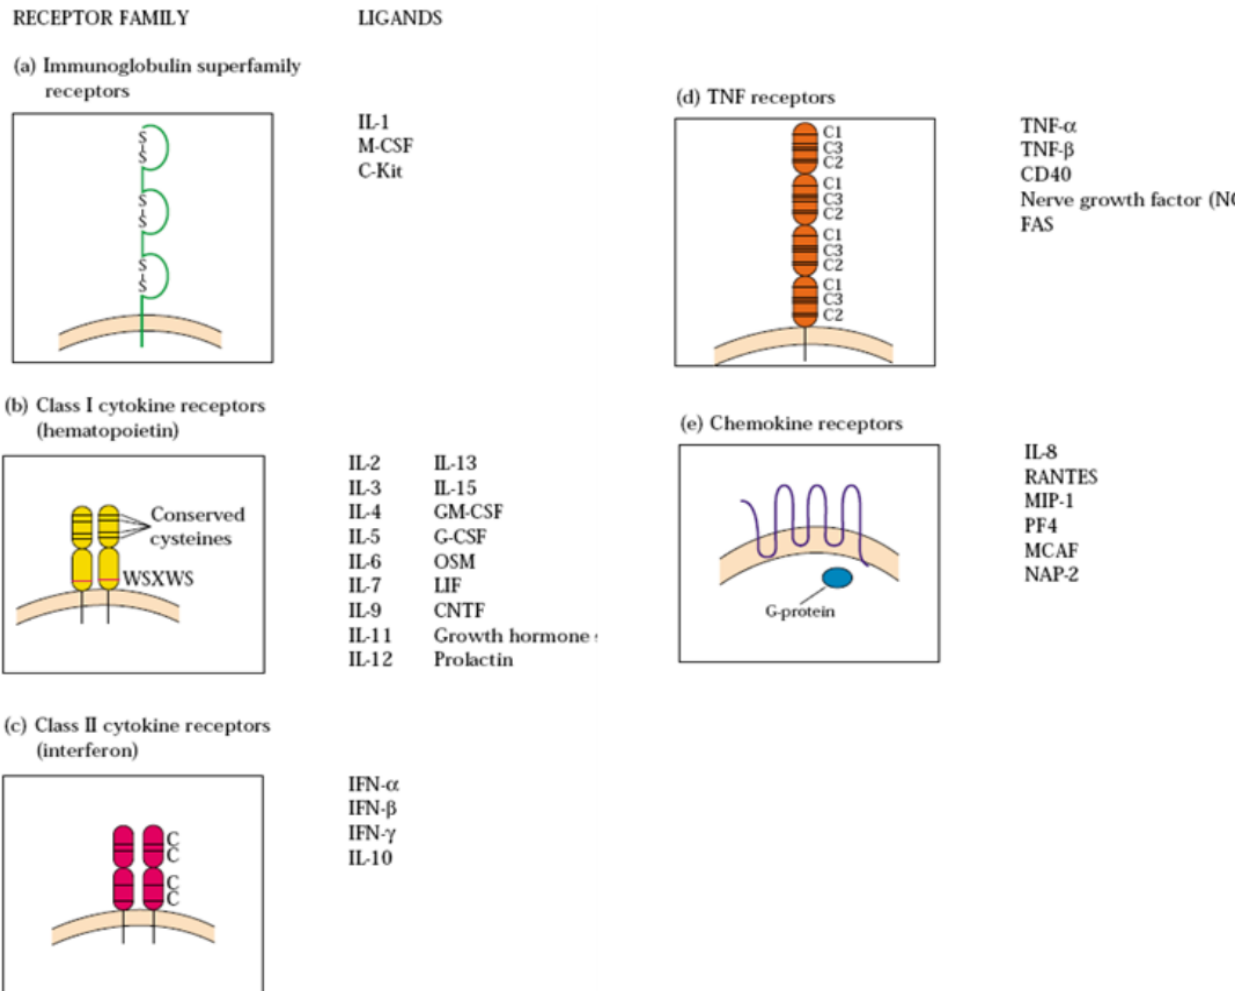 RECEPTOR FAMILY
LIGANDS
(a) Immunoglobulin superfamily
receptors
S
S
S
S
S
S
IL-1
M-CSF
C-Kit
(b) Class I cytokine receptors
(hematopoietin)
Conserved
cysteines
WSXWS
IL-2 IL-13
IL-3 IL-15
IL-4 GM-CSF
IL-5 G-CSF
IL-6 OSM
IL-7 LIF
IL-9 CNTF
IL-11 Growth hormone
IL-12 Prolactin
(c) Class II cytokine receptors
(interferon)
C
C
C
C
IFN-α
IFN-β
IFN-γ
IL-10
(d) TNF receptors
C1
C3
C2
C1
C3
C2
C1
C3
C2
C1
C3
C2
TNF-α
TNF-β
CD40
Nerve growth factor
FAS
(e) Chemokine receptors
G-protein
IL-8
RANTES
MIP-1
PF4
MCAF
NAP-2